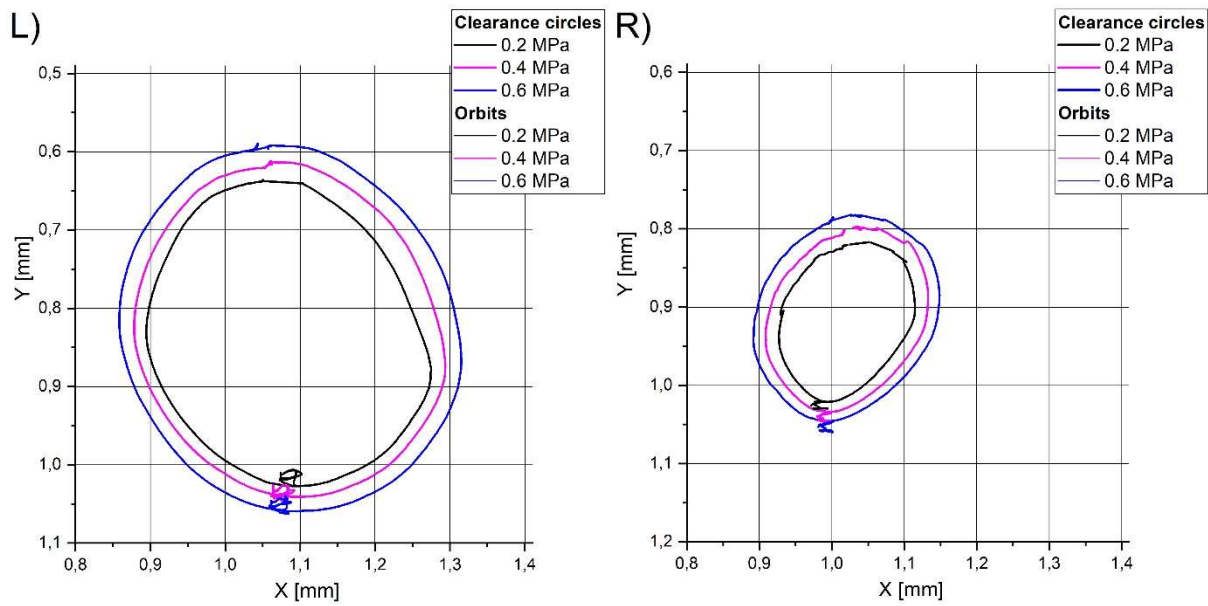 L)
Clearance circles
0.2 MPa
0.4 MPa
0.6 MPa
Orbits
0.2 MPa
0.4 MPa
0.6 MPa
0,5
0,6
0,7
0,8
0,9
1,0
1,1
Y [mm]
0,8 0,9 1,0 1,1 1,2 1,3 1,4
X [mm]
R)
Clearance circles
0.2 MPa
0.4 MPa
0.6 MPa
Orbits
0.2 MPa
0.4 MPa
0.6 MPa
0,6
0,7
0,8
0,9
1,0
1,1
1,2
Y [mm]
0,8 0,9 1,0 1,1 1,2 1,3 1,4
X [mm]